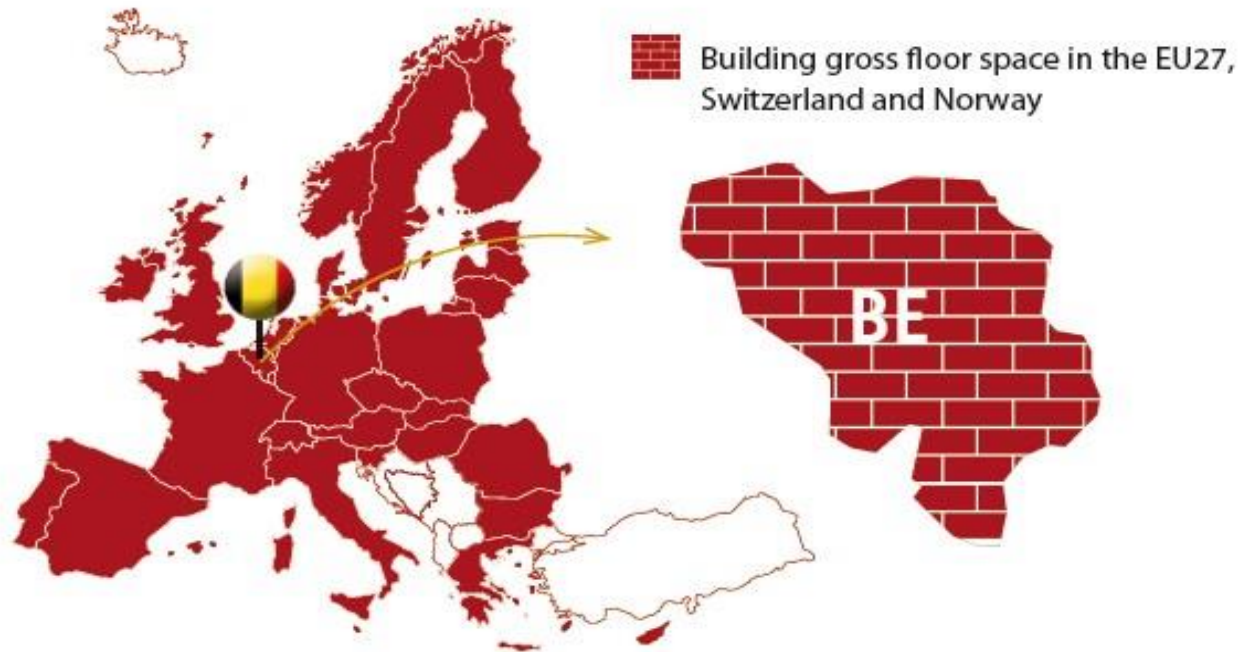 Building gross floor space in the EU27,
Switzerland and Norway
BE